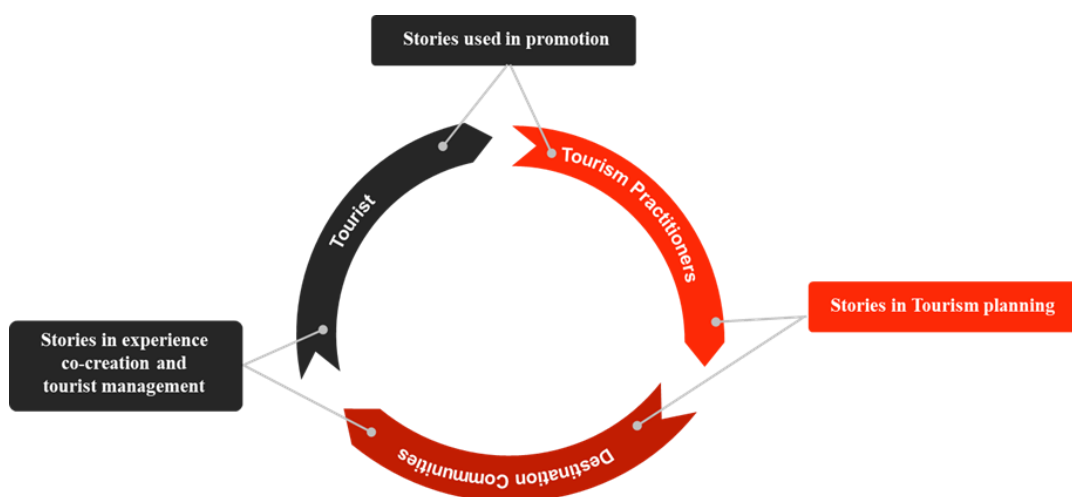 Stories used in promotion
Tourism Practitioners
Tourist
Stories in Tourism planning
Stories in experience
co-creation and
tourist management
Destination Communities